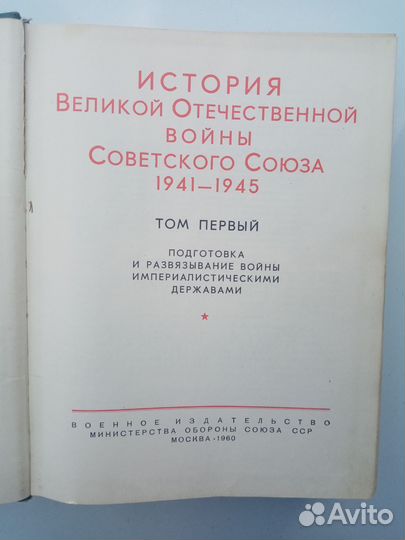 ИСТОРИЯ
ВЕЛИКОЙ ОТЕЧЕСТВЕННОЙ
ВОЙНЫ
СОВЕТСКОГО СОЮЗА
1941—1945
ТОМ ПЕРВЫЙ
ПОДГОТОВКА
И РАЗВЯЗЫВАНИЕ ВОЙНЫ
ИМПЕРИАЛИСТИЧЕСКИМИ
ДЕРЖАВАМИ
ВОЕННОЕ ИЗДАТЕЛЬСТВО
МИНИСТЕРСТВА ОБОРОНЫ СОЮЗА ССР
МОСКВА · 1960
Avito